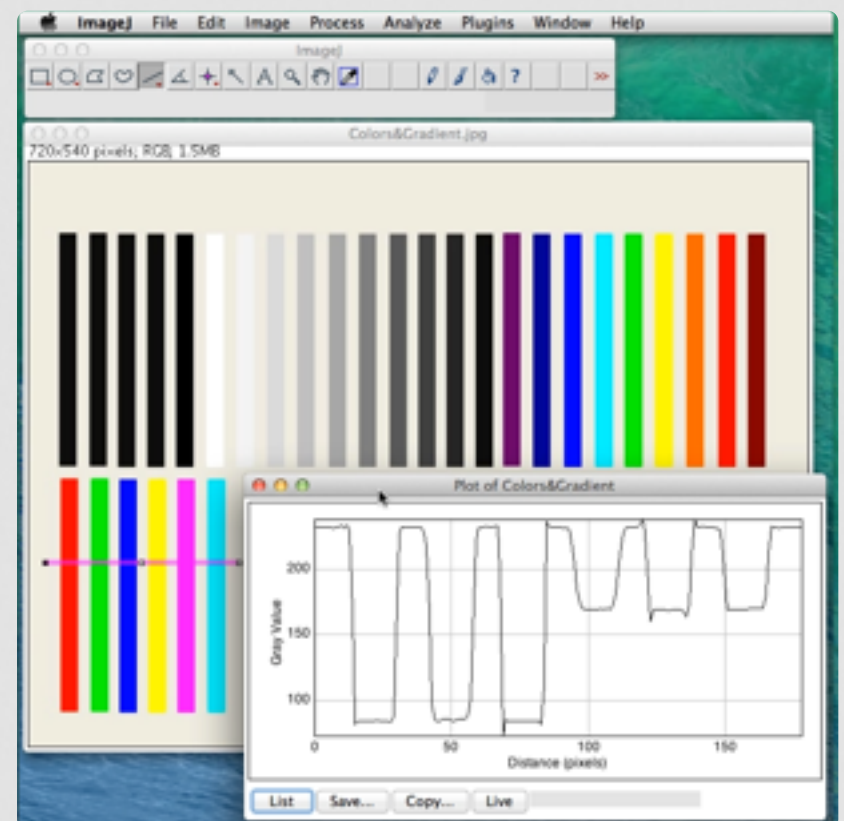 ImageJ File Edit Image Process Analyze Plugins Window Help
ImageJ
A ? >>
Colors&Gradient.jpg
720x540 pixels; RGB; 1.5MB
Plot of Colors&Gradient
200
150
100
Gray Value
0 50 100 150
Distance (pixels)
List Save... Copy... Live